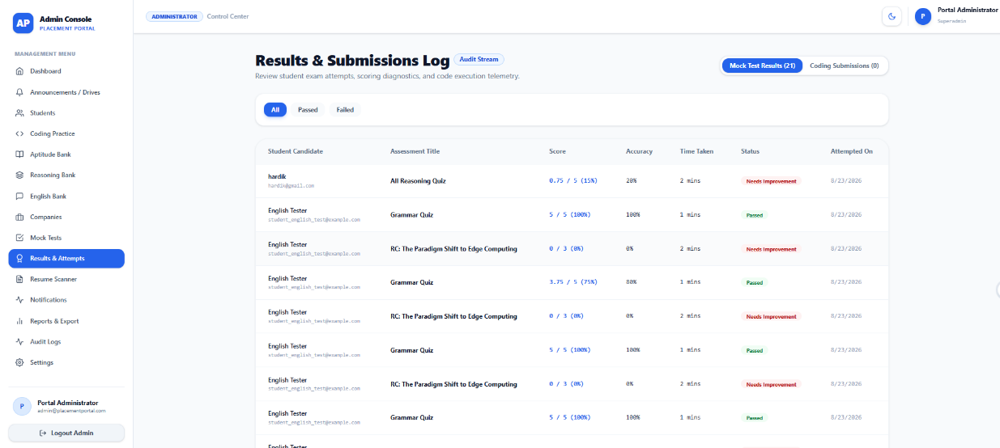 AP
Admin Console
PLACEMENT PORTAL
MANAGEMENT MENU
Dashboard
Announcements / Drives
Students
Coding Practice
Aptitude Bank
Reasoning Bank
English Bank
Companies
Mock Tests
Results & Attempts
Resume Scanner
Notifications
Reports & Export
Audit Logs
Settings
P
Portal Administrator
admin@placementportal.com
Logout Admin
ADMINISTRATOR Control Center
P
Portal Administrator
Superadmin
Results & Submissions Log Audit Stream
Review student exam attempts, scoring diagnostics, and code execution telemetry.
Mock Test Results (21) Coding Submissions (0)
All Passed Failed
Student Candidate Assessment Title Score Accuracy Time Taken Status Attempted On
hardik
hardik@gmail.com
All Reasoning Quiz 0.75 / 5 (15%) 20% 2 mins Needs Improvement 8/23/2026
English Tester
student_english_test@example.com
Grammar Quiz 5 / 5 (100%) 100% 1 mins Passed 8/23/2026
English Tester
student_english_test@example.com
RC: The Paradigm Shift to Edge Computing 0 / 3 (0%) 0% 2 mins Needs Improvement 8/23/2026
English Tester
student_english_test@example.com
Grammar Quiz 3.75 / 5 (75%) 80% 1 mins Passed 8/23/2026
English Tester
student_english_test@example.com
RC: The Paradigm Shift to Edge Computing 0 / 3 (0%) 0% 2 mins Needs Improvement 8/23/2026
English Tester
student_english_test@example.com
Grammar Quiz 5 / 5 (100%) 100% 1 mins Passed 8/23/2026
English Tester
student_english_test@example.com
RC: The Paradigm Shift to Edge Computing 0 / 3 (0%) 0% 2 mins Needs Improvement 8/23/2026
English Tester
student_english_test@example.com
Grammar Quiz 5 / 5 (100%) 100% 1 mins Passed 8/23/2026
English Tester